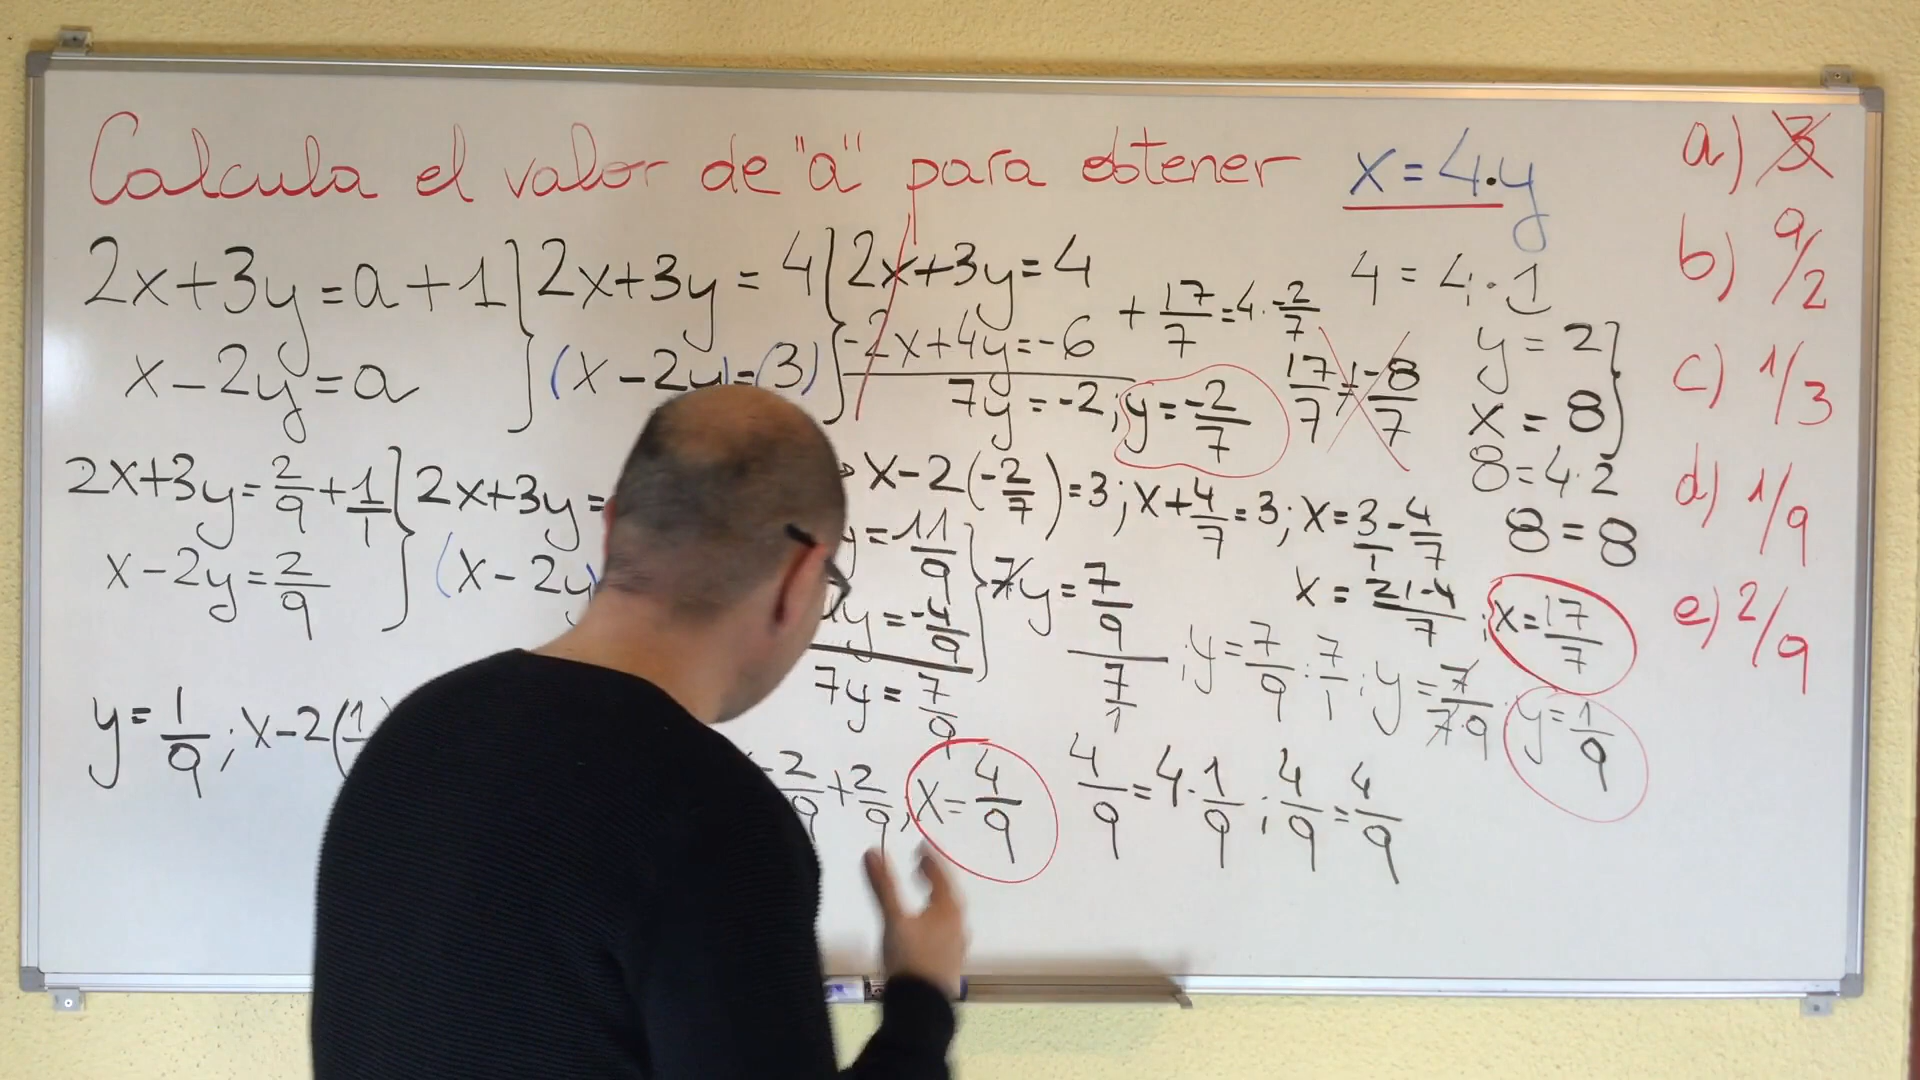 Calcula el valor de "a" para obtener x = 4·y
2x+3y=a+1
x-2y=a
2x+3y=4
(x-2y)=(3)
2x+3y=4
-2x+4y=-6
7y=-2; y=-2/7
+ 17/7=4·-2/7
17/7≠-8/7
4=4·1
y=2
x=8
8=4·2
8=8
2x+3y=2/9+1/1
x-2y=2/9
2x+3y=
(x-2y
x-2(-2/7)=3; x+4/7=3; x=3/1-4/7
x=21-4/7; x=17/7
y=11/9
y=-4/9
7y=7/9
7y=7/9
7/1
; y=7/9:7/1; y=7/7·9; y=1/9
y=1/9; x-2(1
2/9+2/9; x=4/9
4/9=4·1/9; 4/9=4/9
a) 3
b) 9/2
c) 1/3
d) 1/9
e) 2/9